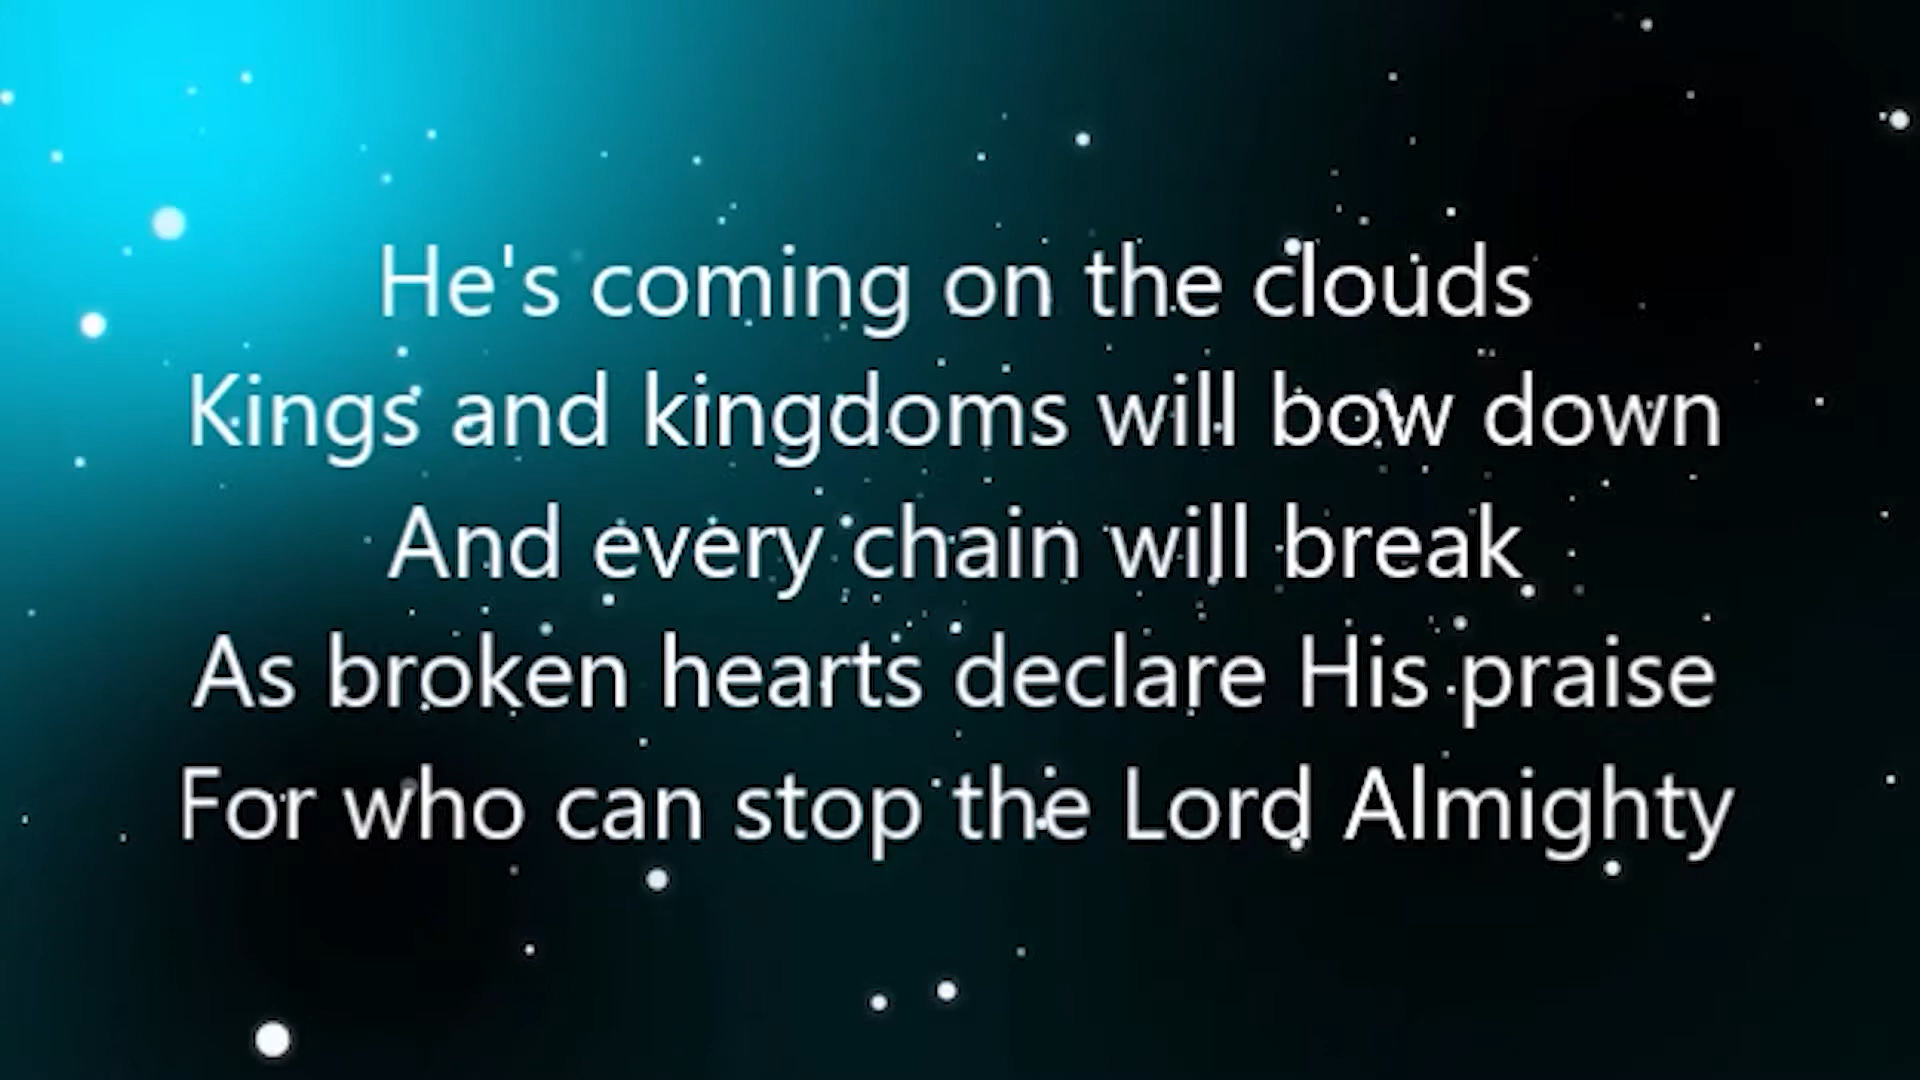 He's coming on the clouds
Kings and kingdoms will bow down
And every chain will break
As broken hearts declare His praise
For who can stop the Lord Almighty